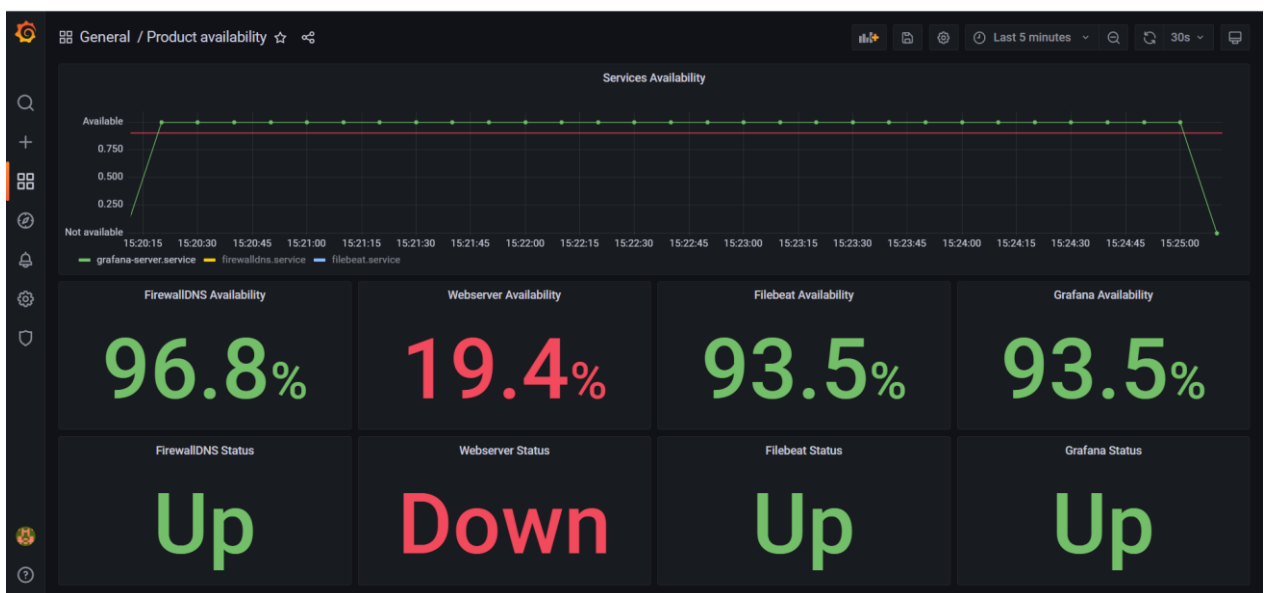 General / Product availability
Last 5 minutes
30s
Services Availability
Available
0.750
0.500
0.250
Not available
15:20:15 15:20:30 15:20:45 15:21:00 15:21:15 15:21:30 15:21:45 15:22:00 15:22:15 15:22:30 15:22:45 15:23:00 15:23:15 15:23:30 15:23:45 15:24:00 15:24:15 15:24:30 15:24:45 15:25:00
grafana-server.service firewalldns.service filebeat.service
FirewallDNS Availability
96.8%
Webserver Availability
19.4%
Filebeat Availability
93.5%
Grafana Availability
93.5%
FirewallDNS Status
Up
Webserver Status
Down
Filebeat Status
Up
Grafana Status
Up